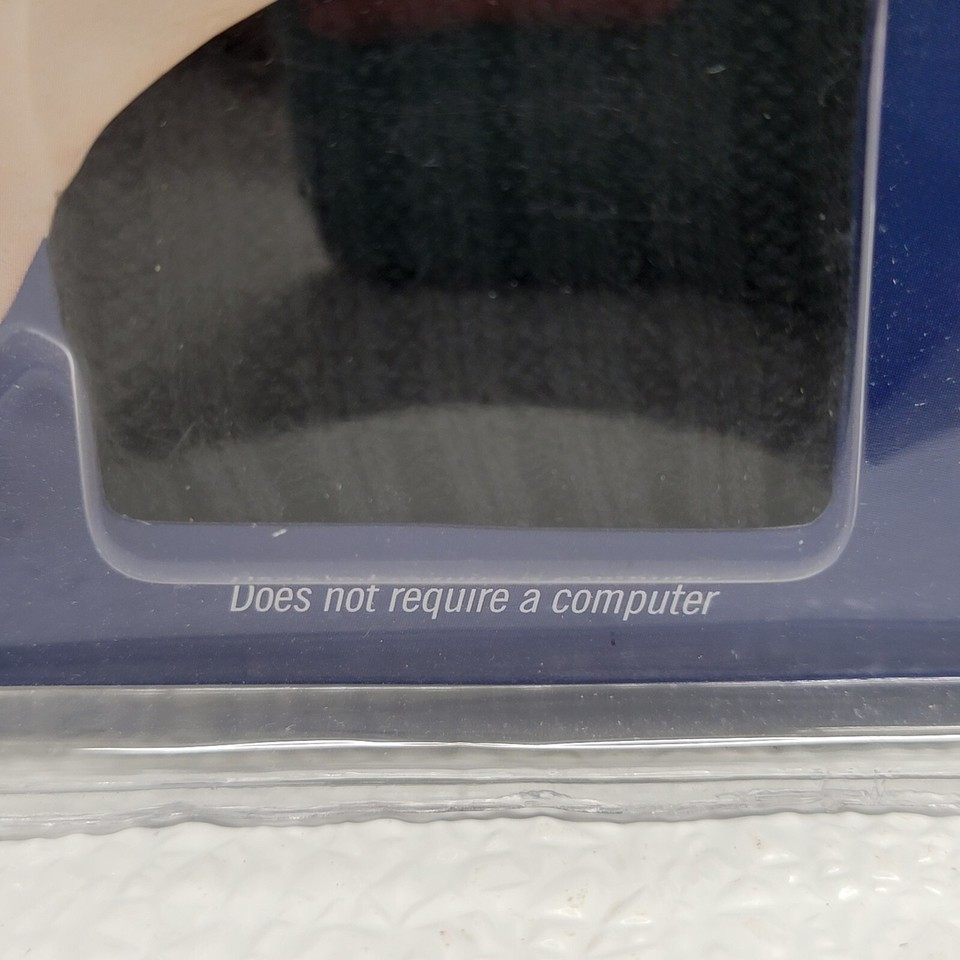 Does not require a computer